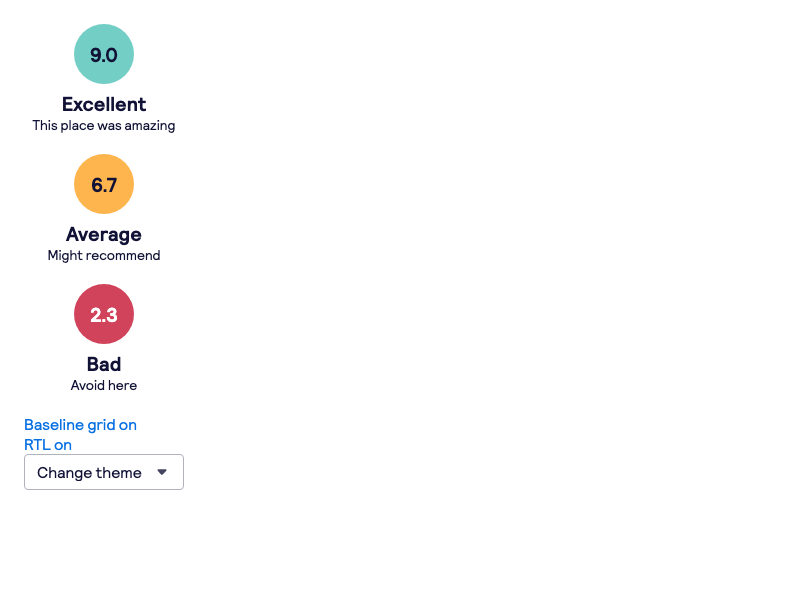 9.0
Excellent
This place was amazing
6.7
Average
Might recommend
2.3
Bad
Avoid here
Baseline grid on
RTL on
Change theme